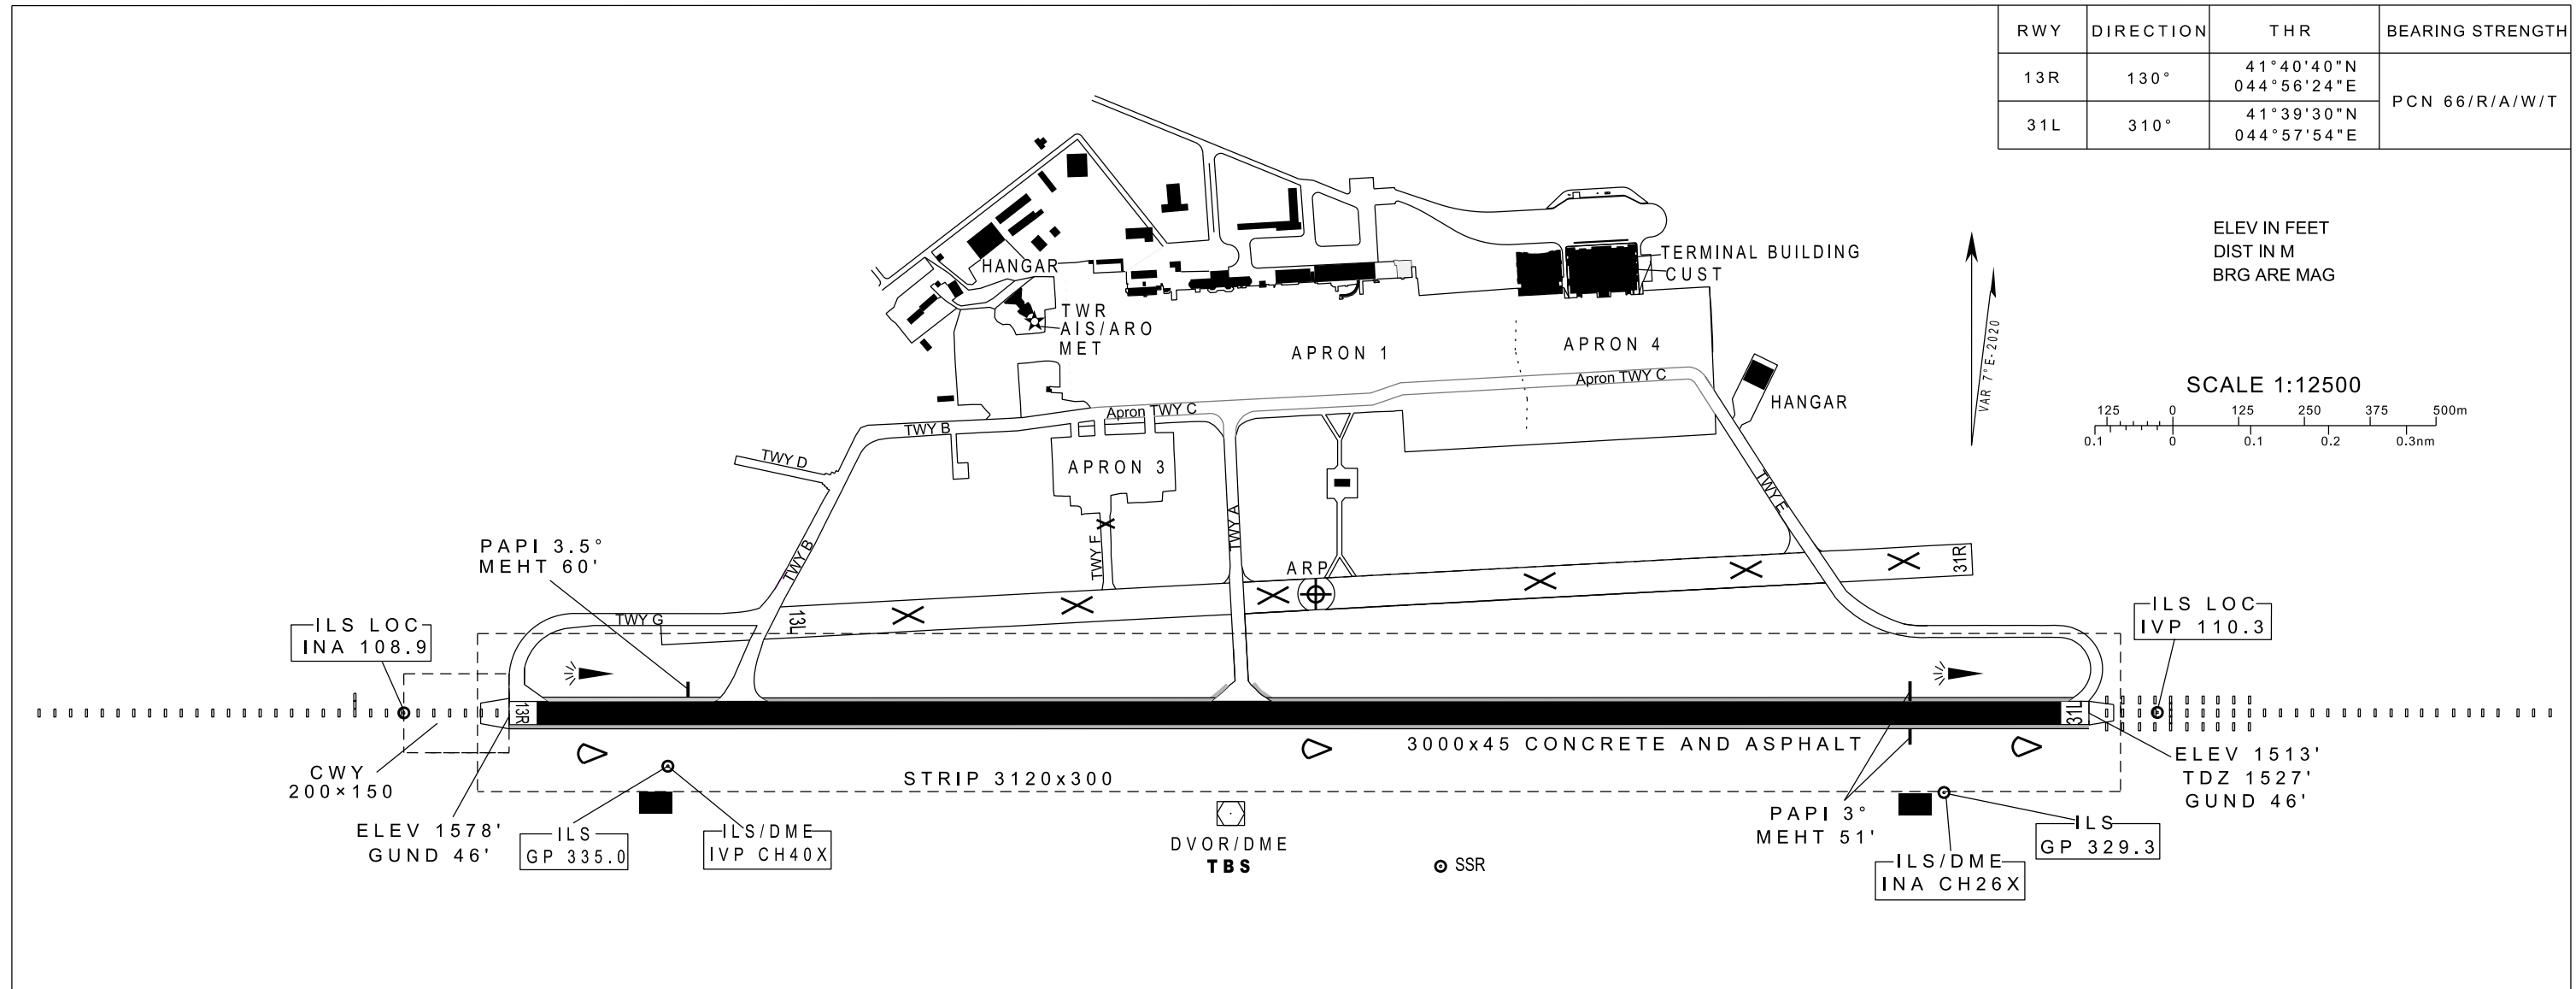 RWY DIRECTION THR BEARING STRENGTH
13R 130° 41°40'40"N 044°56'24"E PCN 66/R/A/W/T
31L 310° 41°39'30"N 044°57'54"E
ELEV IN FEET
DIST IN M
BRG ARE MAG
VAR 7°E-2020
SCALE 1:12500
125 0 125 250 375 500m
0.1 0 0.1 0.2 0.3nm
HANGAR
TERMINAL BUILDING
CUST
TWR
AIS/ARO
MET
APRON 1
APRON 4
Apron TWY C
HANGAR
Apron TWY C
TWY B
TWY D
APRON 3
TWY E
TWY A
TWY F
TWY B
PAPI 3.5°
MEHT 60'
ARP
31R
13L
TWY G
ILS LOC
INA 108.9
ILS LOC
IVP 110.3
13R
31L
3000x45 CONCRETE AND ASPHALT
STRIP 3120x300
CWY
200×150
ELEV 1578'
GUND 46'
ILS
GP 335.0
ILS/DME
IVP CH40X
DVOR/DME
TBS
SSR
PAPI 3°
MEHT 51'
ELEV 1513'
TDZ 1527'
GUND 46'
ILS
GP 329.3
ILS/DME
INA CH26X